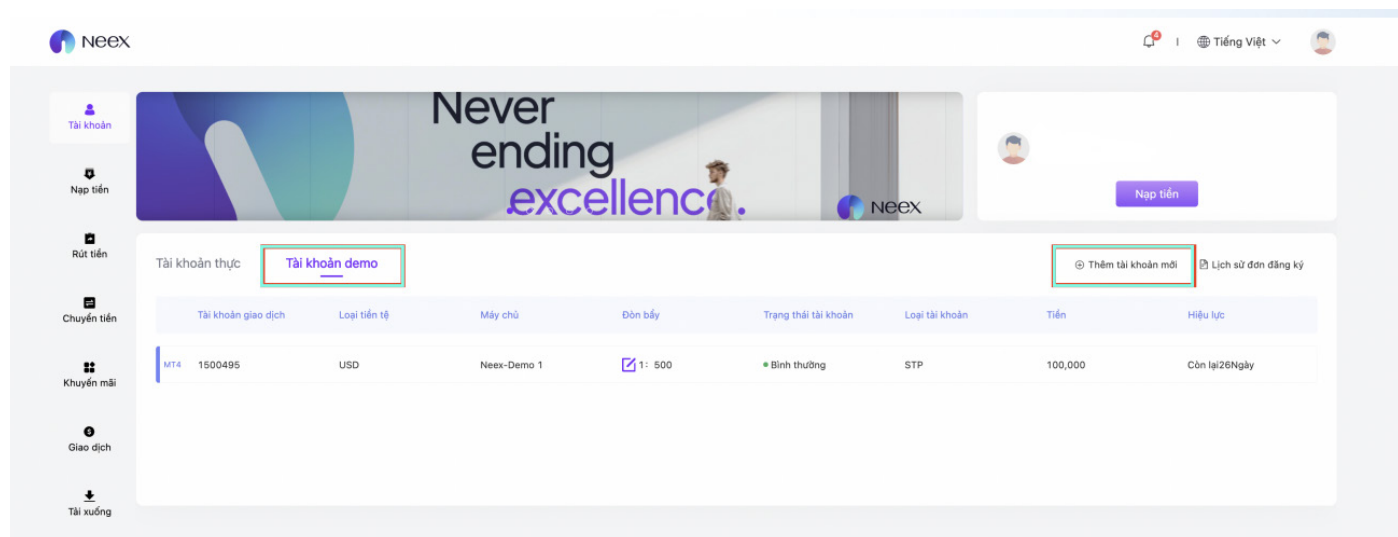 Neex
4
Tiếng Việt
Tài khoản
Nạp tiền
Rút tiền
Chuyển tiền
Khuyến mãi
Giao dịch
Tải xuống
Never
ending
excellence.
Neex
Nạp tiền
Tài khoản thực Tài khoản demo Thêm tài khoản mới Lịch sử đơn đăng ký
Tài khoản giao dịch Loại tiền tệ Máy chủ Đòn bẩy Trạng thái tài khoản Loại tài khoản Tiền Hiệu lực
MT4 1500495 USD Neex-Demo 1 1: 500 Bình thường STP 100,000 Còn lại26Ngày